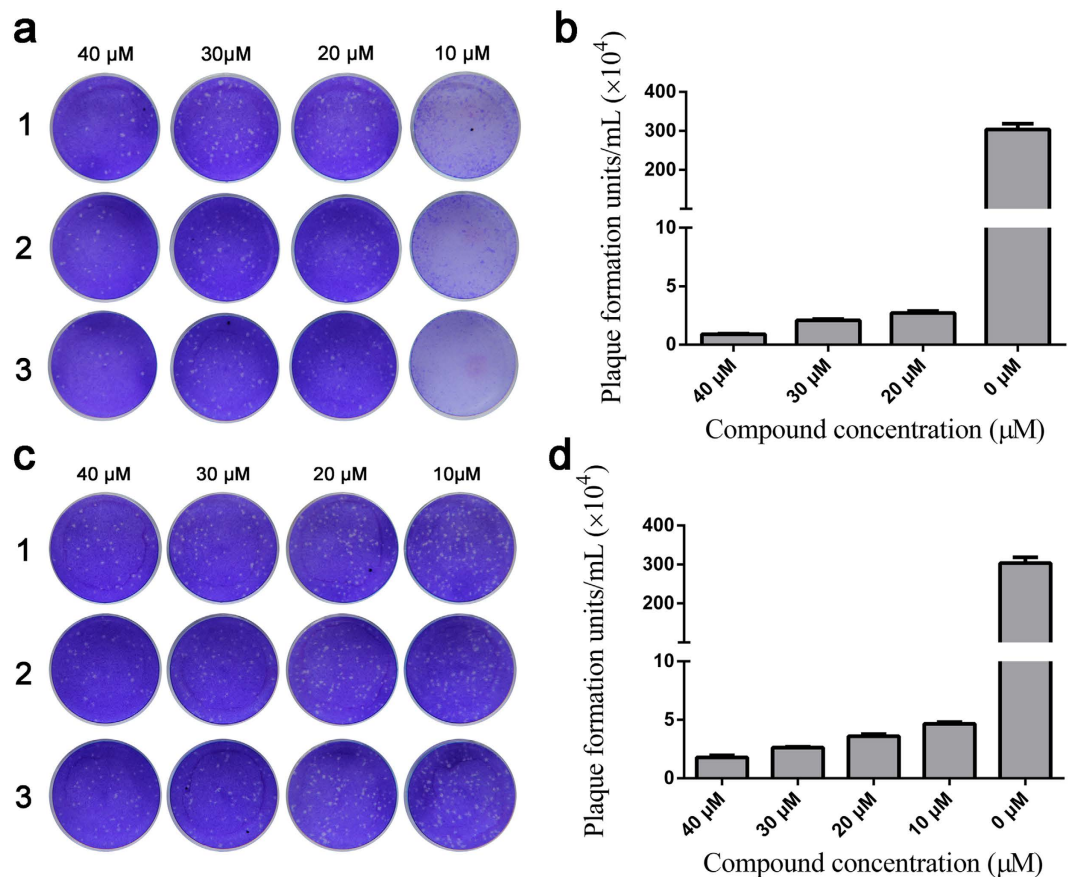 a
40 µM 30µM 20 µM 10 µM
1
2
3
b
Plaque formation units/mL (×10⁴)
400
300
200
10
5
0
40 µM 30 µM 20 µM 0 µM
Compound concentration (µM)
c
40 µM 30 µM 20 µM 10µM
1
2
3
d
Plaque formation units/mL (×10⁴)
400
300
200
10
5
0
40 µM 30 µM 20 µM 10 µM 0 µM
Compound concentration (µM)